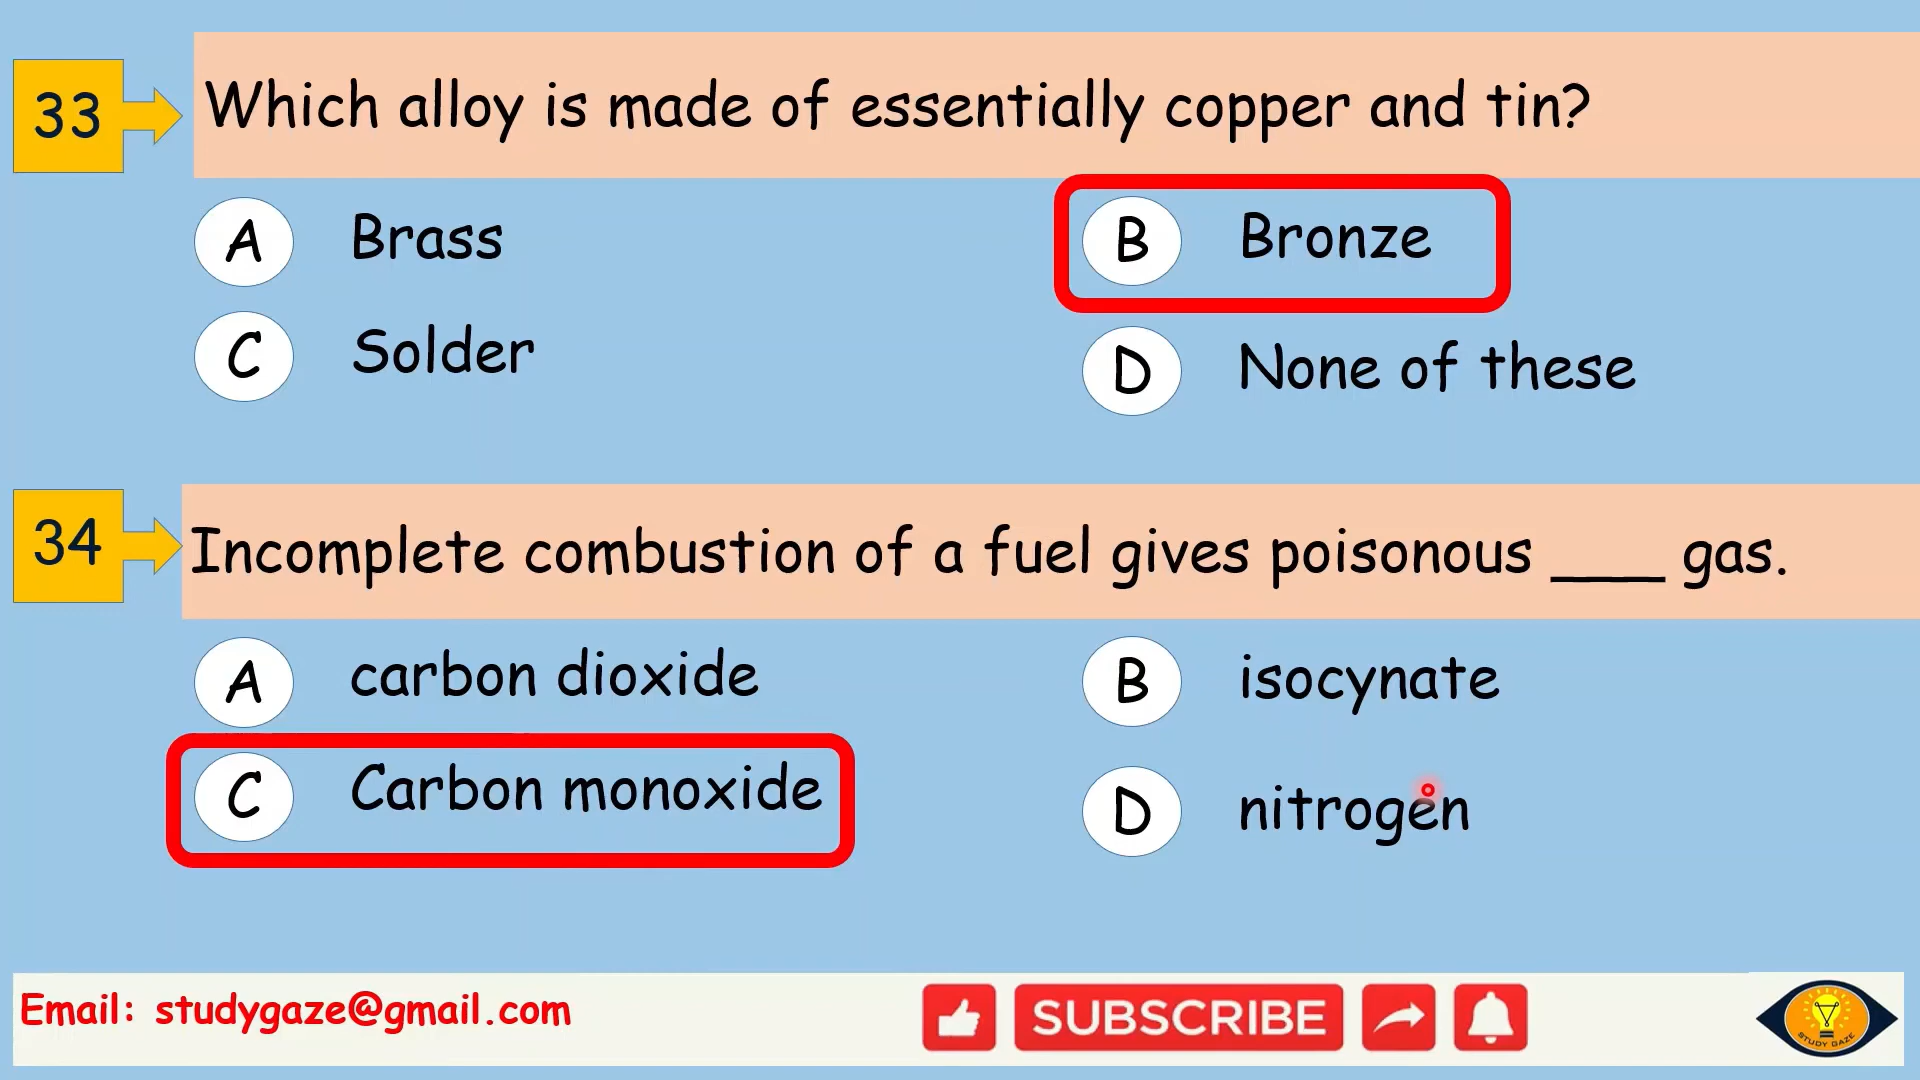 33 Which alloy is made of essentially copper and tin?
A Brass B Bronze
C Solder D None of these
34 Incomplete combustion of a fuel gives poisonous ___ gas.
A carbon dioxide B isocynate
C Carbon monoxide D nitrogen
Email: studygaze@gmail.com SUBSCRIBE
STUDY GAZE